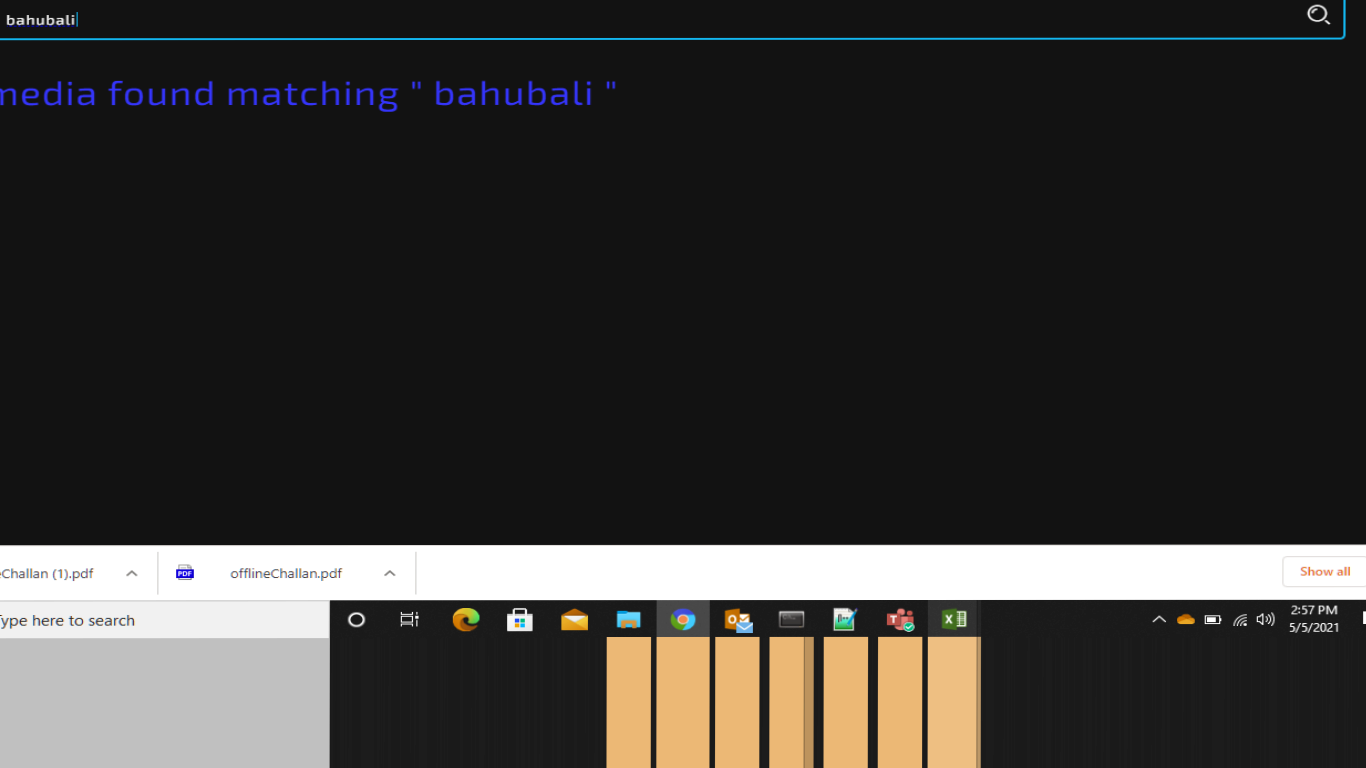 bahubali
media found matching " bahubali "
eChallan (1).pdf
offlineChallan.pdf
Show all
Type here to search
2:57 PM
5/5/2021